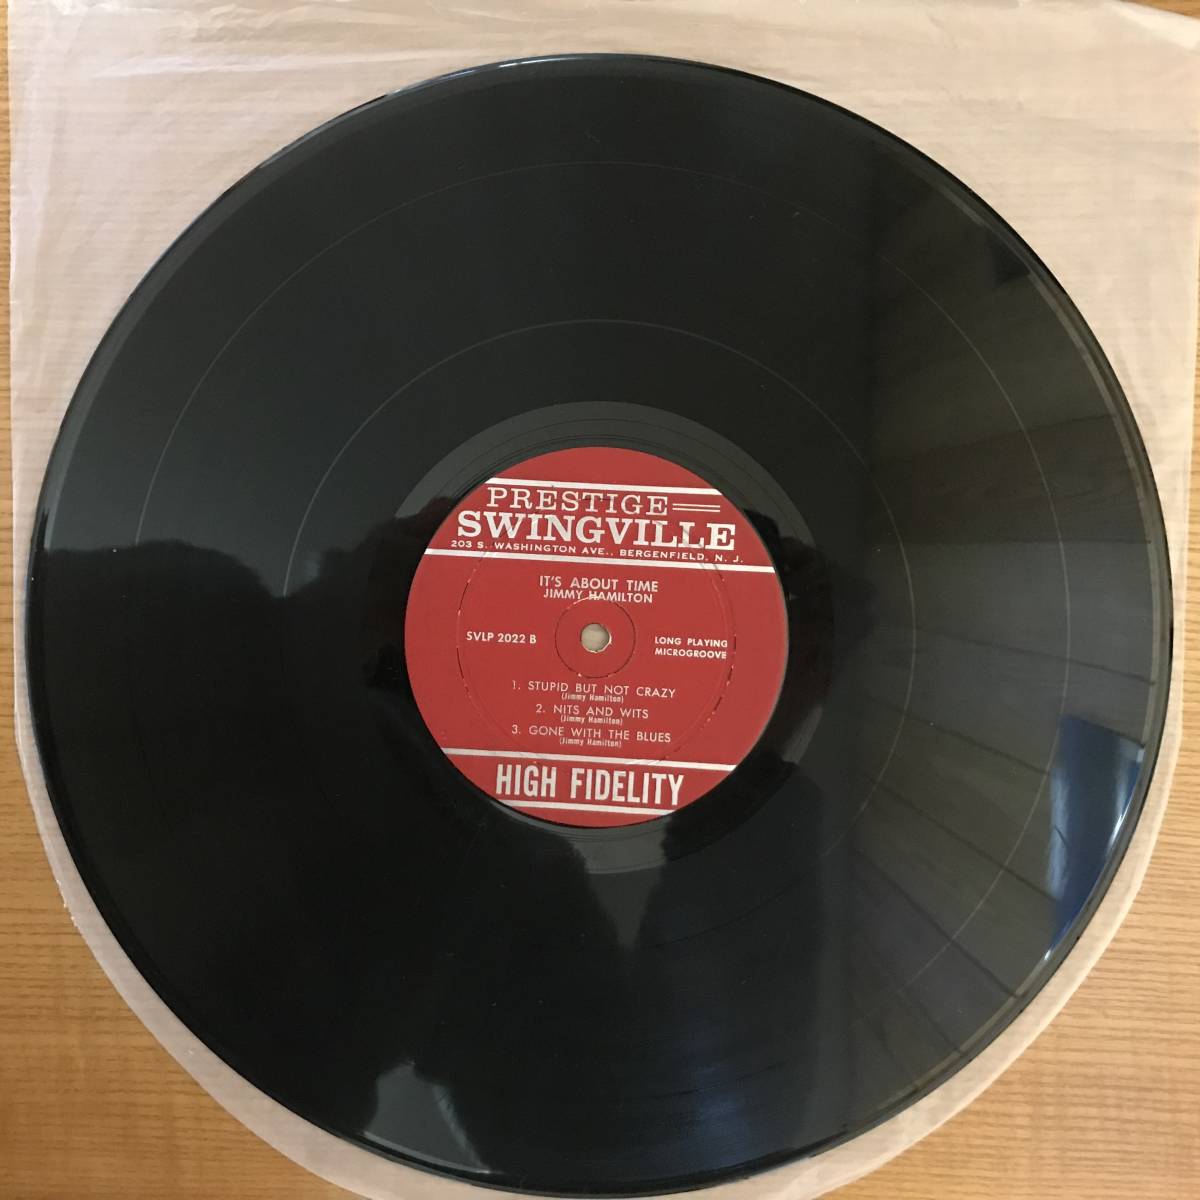 PRESTIGE
SWINGVILLE
203 S. WASHINGTON AVE., BERGENFIELD, N. J.
IT'S ABOUT TIME
JIMMY HAMILTON
SVLP 2022 B
LONG PLAYING
MICROGROOVE
1. STUPID BUT NOT CRAZY
(Jimmy Hamilton)
2. NITS AND WITS
(Jimmy Hamilton)
3. GONE WITH THE BLUES
(Jimmy Hamilton)
HIGH FIDELITY